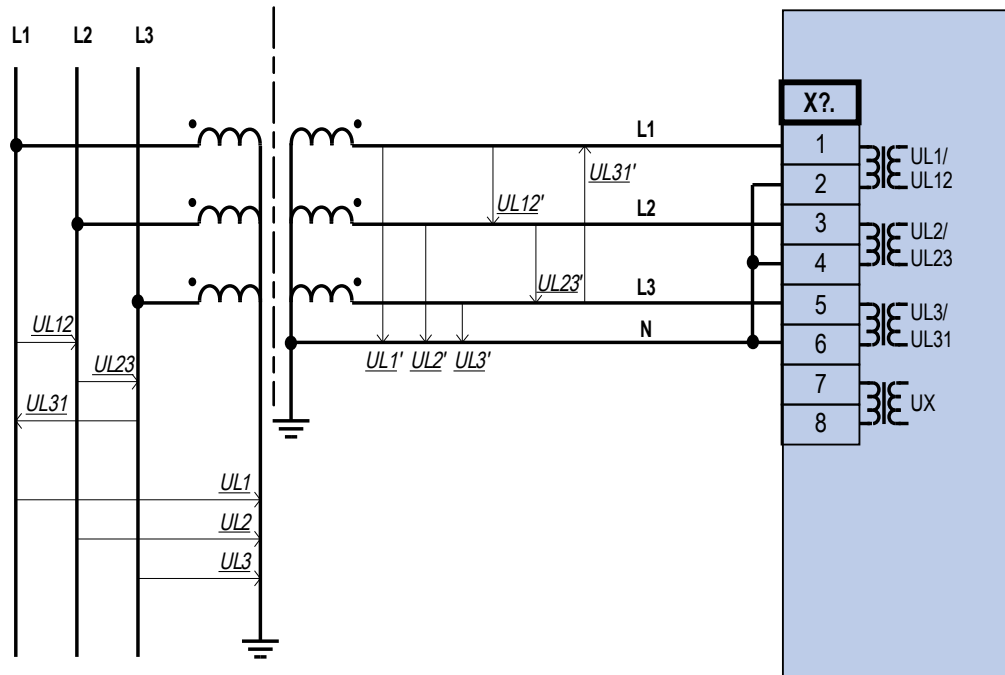 L1 L2 L3
X?.
L1
1
UL1/
UL31'
2
UL12
UL12'
L2
3
UL2/
4
UL23
UL23'
L3
5
UL3/
UL12
N
6
UL31
UL23
UL1' UL2' UL3'
7
UL31
UX
8
UL1
UL2
UL3